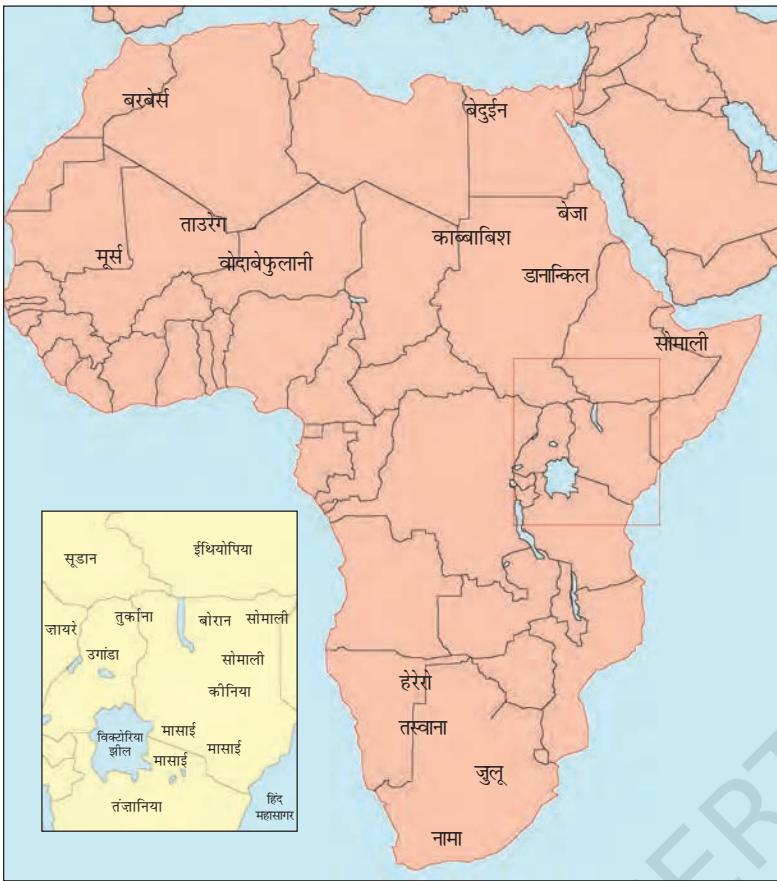 बरबेर्स
बेदुईन
ताउरेग
बेजा
मूर्स
वोदाबेफुलानी
काब्बाबिश
डानान्किल
सोमाली
हेरेरो
तस्वाना
ज़ुलू
नामा
सूडान
ईथियोपिया
तुर्काना
बोरान
सोमाली
ज़ायरे
उगांडा
सोमाली
कीनिया
विक्टोरिया
झील
मासाई
मासाई
मासाई
तंज़ानिया
हिंद
महासागर